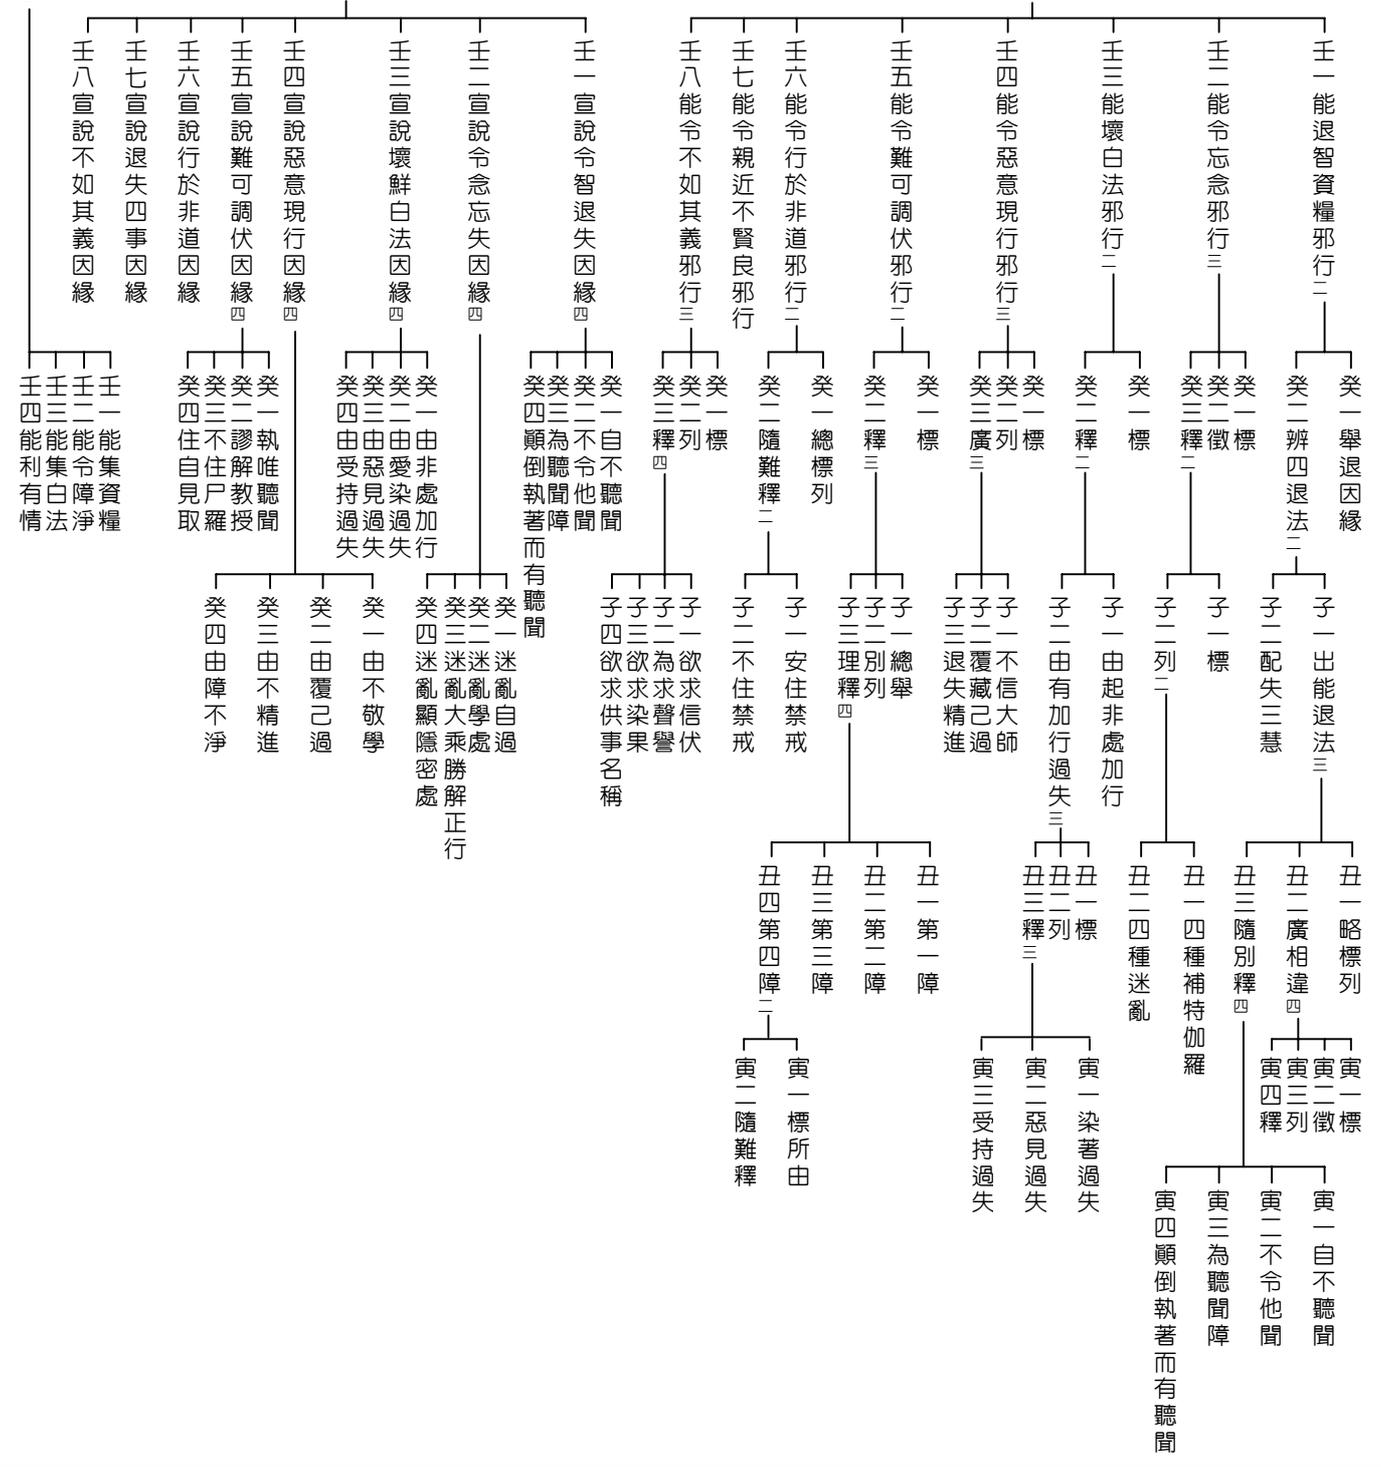 壬一能退智資糧邪行二
癸一舉退因緣
癸二辨四退法二
子一出能退法三
丑一略標列
丑二廣相違四
寅一標
寅二徵
寅三列
寅四釋
丑三隨別釋四
寅一自不聽聞
寅二不令他聞
寅三為聽聞障
寅四顚倒執著而有聽聞
子二配失三慧
壬二能令忘念邪行三
癸一標
癸二徵
癸三釋二
子一標
子二列二
丑一四種補特伽羅
丑二四種迷亂
壬三能壞白法邪行二
癸一標
癸二釋二
子一由起非處加行
子二由有加行過失三
丑一標
丑二列
丑三釋三
寅一染著過失
寅二惡見過失
寅三受持過失
壬四能令惡意現行邪行三
癸一標
癸二列
癸三廣三
子一不信大師
子二覆藏己過
子三退失精進
壬五能令難可調伏邪行二
癸一標
癸二釋三
子一總舉
子二別列
子三理釋四
丑一第一障
丑二第二障
丑三第三障
丑四第四障二
寅一標所由
寅二隨難釋
壬六能令行於非道邪行二
癸一總標列
癸二隨難釋二
子一安住禁戒
子二不住禁戒
壬七能令親近不賢良邪行
壬八能令不如其義邪行三
癸一標
癸二列
癸三釋四
子一欲求信伏
子二為求聲譽
子三欲求染果
子四欲求供事名稱
壬一宣說令智退失因緣四
癸一自不聽聞
癸二不令他聞
癸三為聽聞障
癸四顚倒執著而有聽聞
壬二宣說令念忘失因緣四
癸一迷亂自過
癸二迷亂學處
癸三迷亂大乘勝解正行
癸四迷亂顯隱密處
壬三宣說壞鮮白法因緣四
癸一由非處加行
癸二由愛染過失
癸三由惡見過失
癸四由受持過失
壬四宣說惡意現行因緣四
癸一由不敬學
癸二由覆己過
癸三由不精進
癸四由障不淨
壬五宣說難可調伏因緣四
癸一執唯聽聞
癸二謬解教授
癸三不住尸羅
癸四住自見取
壬六宣說行於非道因緣
壬七宣說退失四事因緣
壬八宣說不如其義因緣
壬一能集資糧
壬二能令障淨
壬三能集白法
壬四能利有情